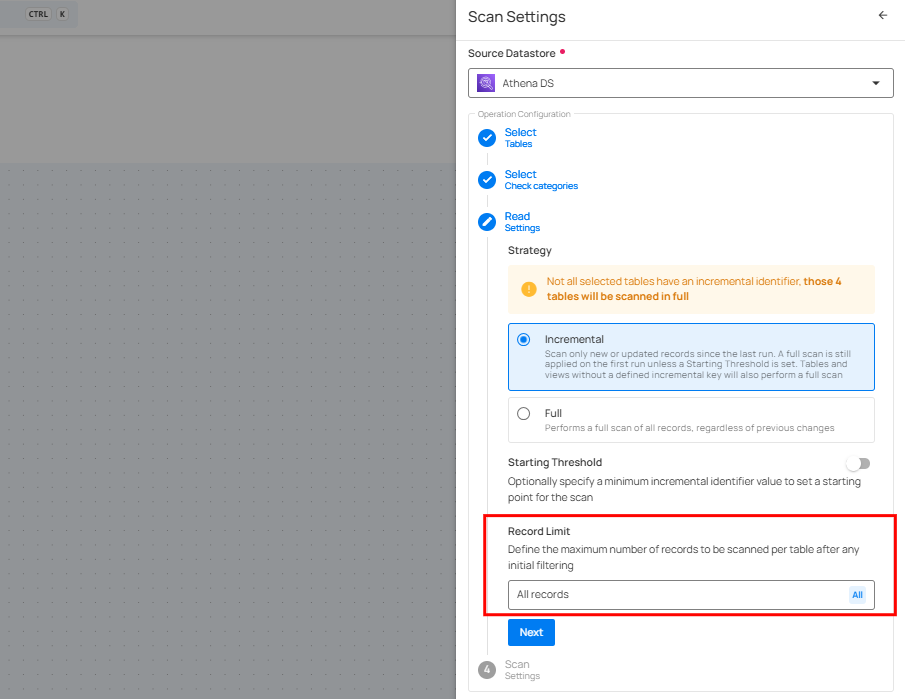 CTRL K
Scan Settings
Source Datastore
Athena DS
Operation Configuration
Select
Tables
Select
Check categories
Read
Settings
Strategy
Not all selected tables have an incremental identifier, those 4
tables will be scanned in full
Incremental
Scan only new or updated records since the last run. A full scan is still
applied on the first run unless a Starting Threshold is set. Tables and
views without a defined incremental key will also perform a full scan
Full
Performs a full scan of all records, regardless of previous changes
Starting Threshold
Optionally specify a minimum incremental identifier value to set a starting
point for the scan
Record Limit
Define the maximum number of records to be scanned per table after any
initial filtering
All records All
Next
4 Scan
Settings